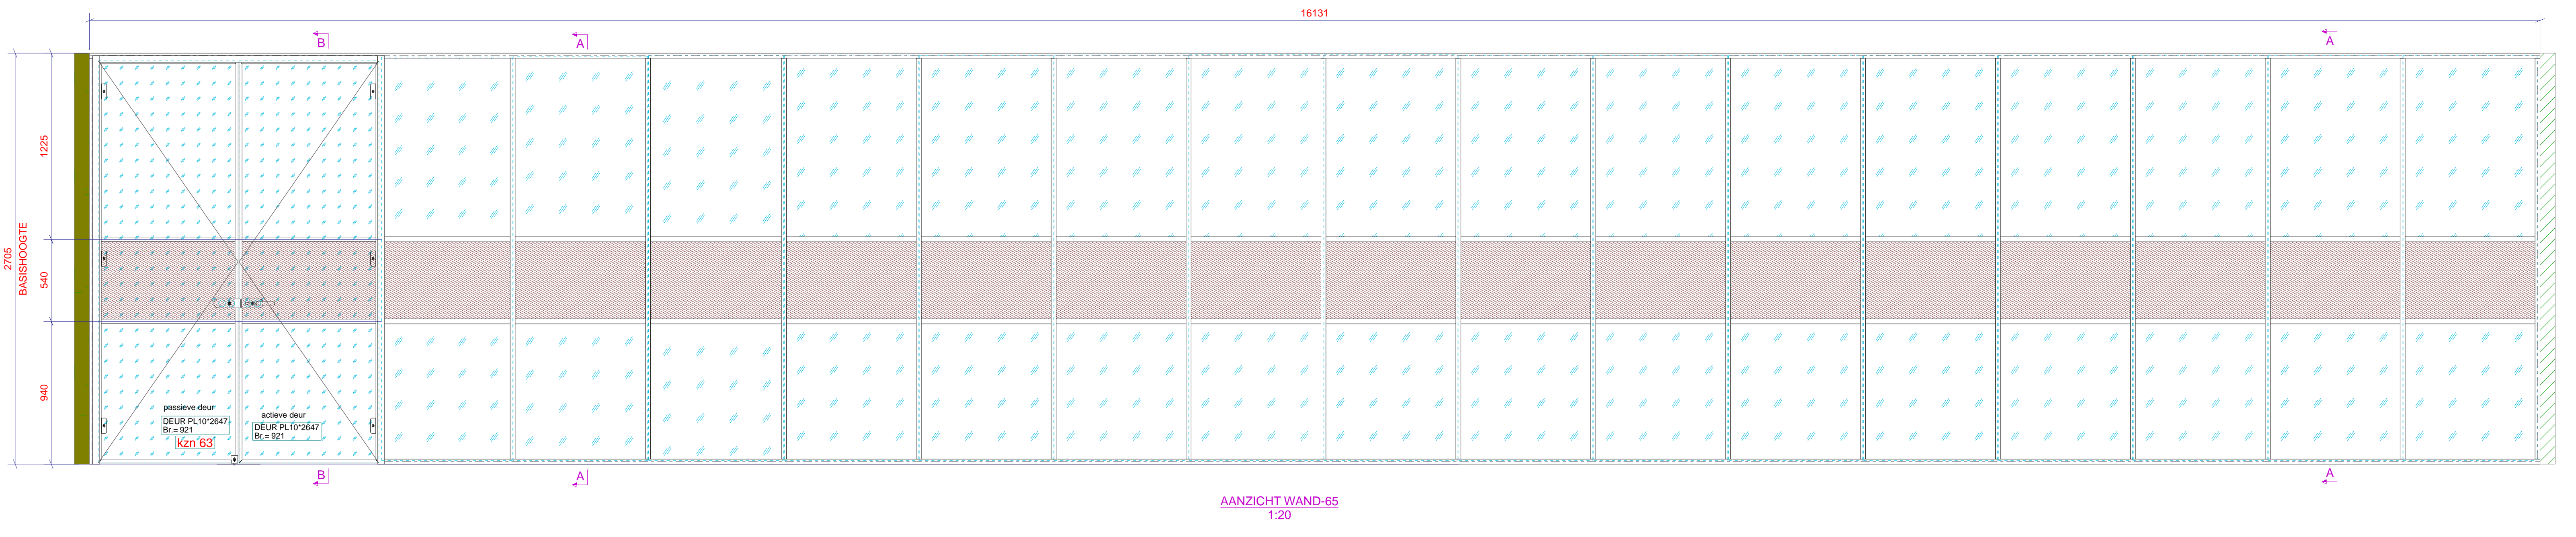 16131
B
A
A
1225
2705
BASISHOOGTE
540
940
passieve deur
DEUR PL10*2647
Br.= 921
kzn 63
actieve deur
DEUR PL10*2647
Br.= 921
B
A
A
AANZICHT WAND-65
1:20